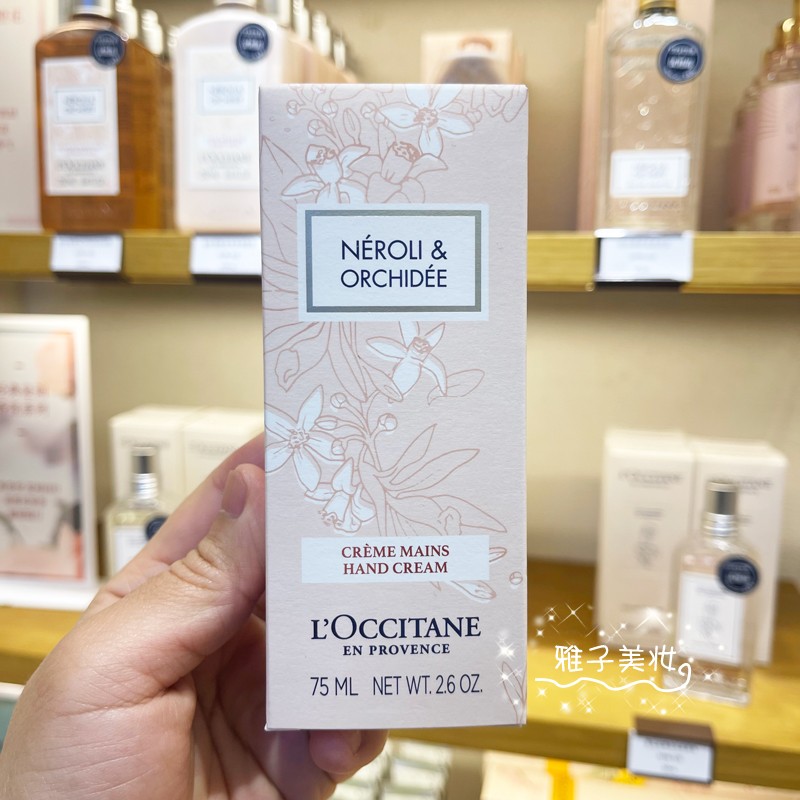 NÉROLI &
ORCHIDÉE
CRÈME MAINS
HAND CREAM
L'OCCITANE
EN PROVENCE
75 ML NET WT. 2.6 OZ.
雅子美妆